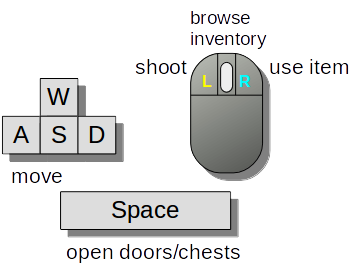 browse
inventory
shoot
L
R
use item
W
A S D
move
Space
open doors/chests